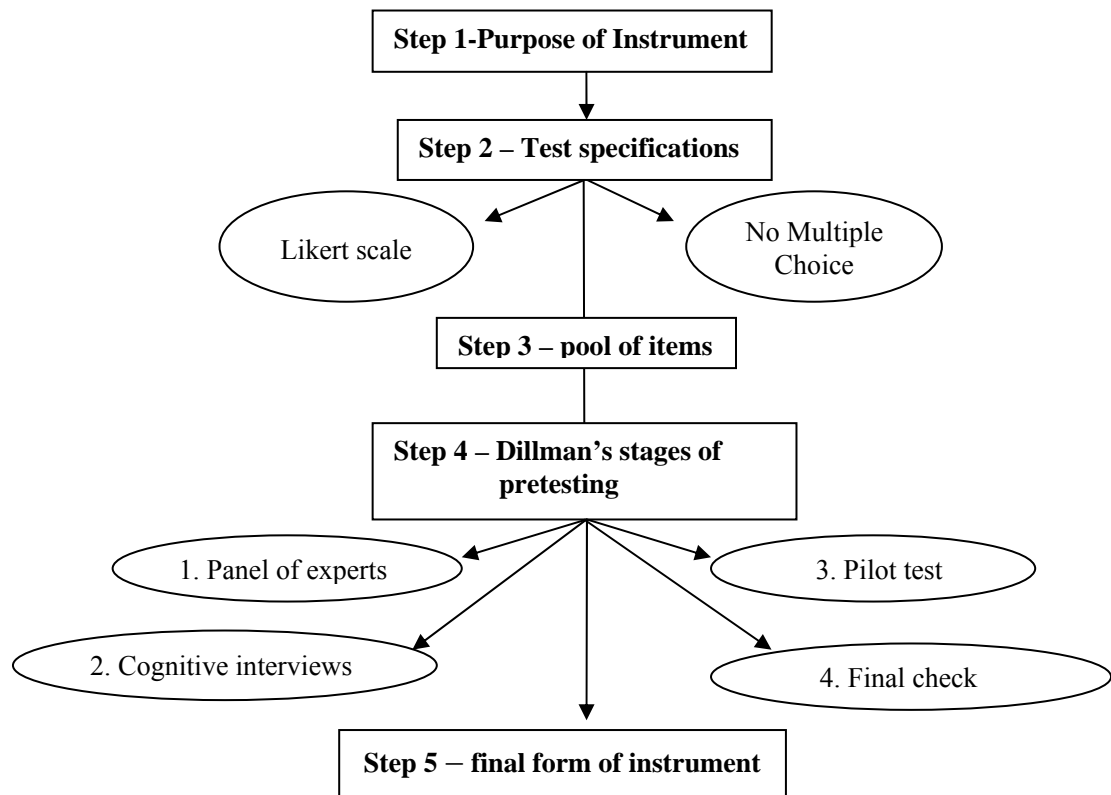 Step 1-Purpose of Instrument
Step 2 – Test specifications
Likert scale
No Multiple
Choice
Step 3 – pool of items
Step 4 – Dillman’s stages of
pretesting
1. Panel of experts
3. Pilot test
2. Cognitive interviews
4. Final check
Step 5 – final form of instrument